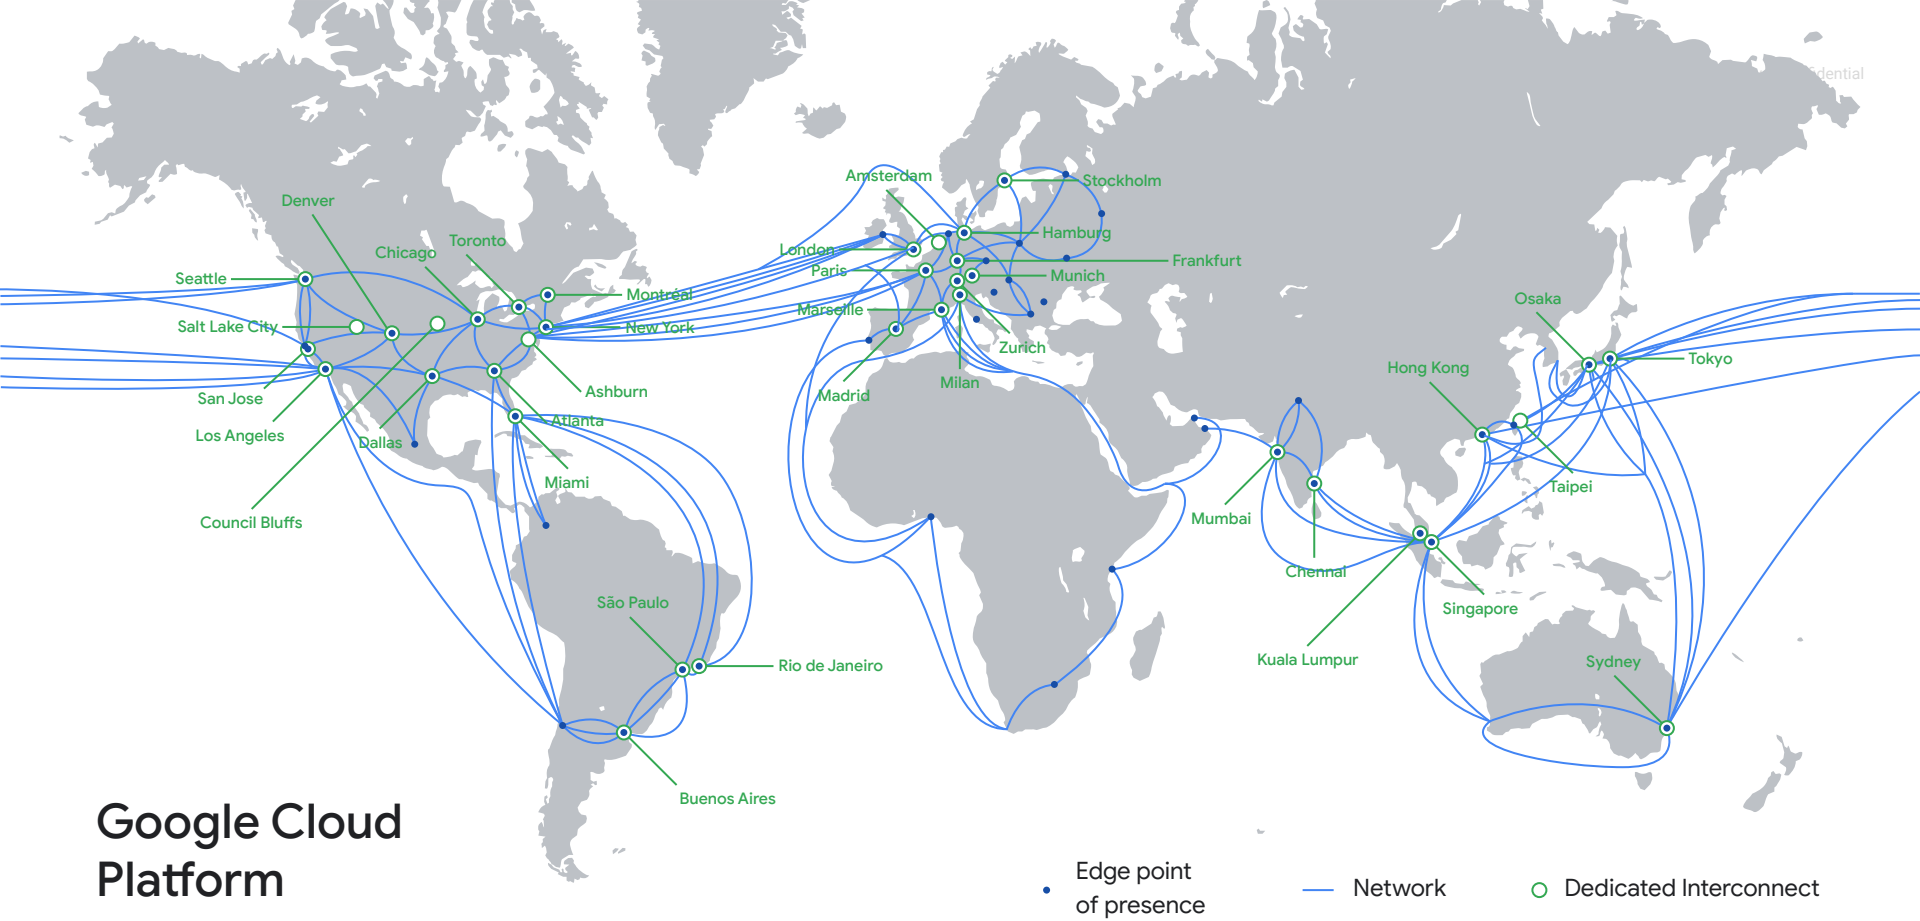 dential
Amsterdam
Stockholm
Denver
Hamburg
Toronto
Chicago
London
Frankfurt
Paris
Munich
Seattle
Montréal
Osaka
Marseille
Salt Lake City
New York
Zurich
Tokyo
Hong Kong
Milan
Ashburn
Madrid
San Jose
Atlanta
Los Angeles
Dallas
Miami
Taipei
Council Bluffs
Mumbai
Chennai
São Paulo
Singapore
Kuala Lumpur
Sydney
Rio de Janeiro
Buenos Aires
Google Cloud
Platform
Edge point
of presence
Network
Dedicated Interconnect